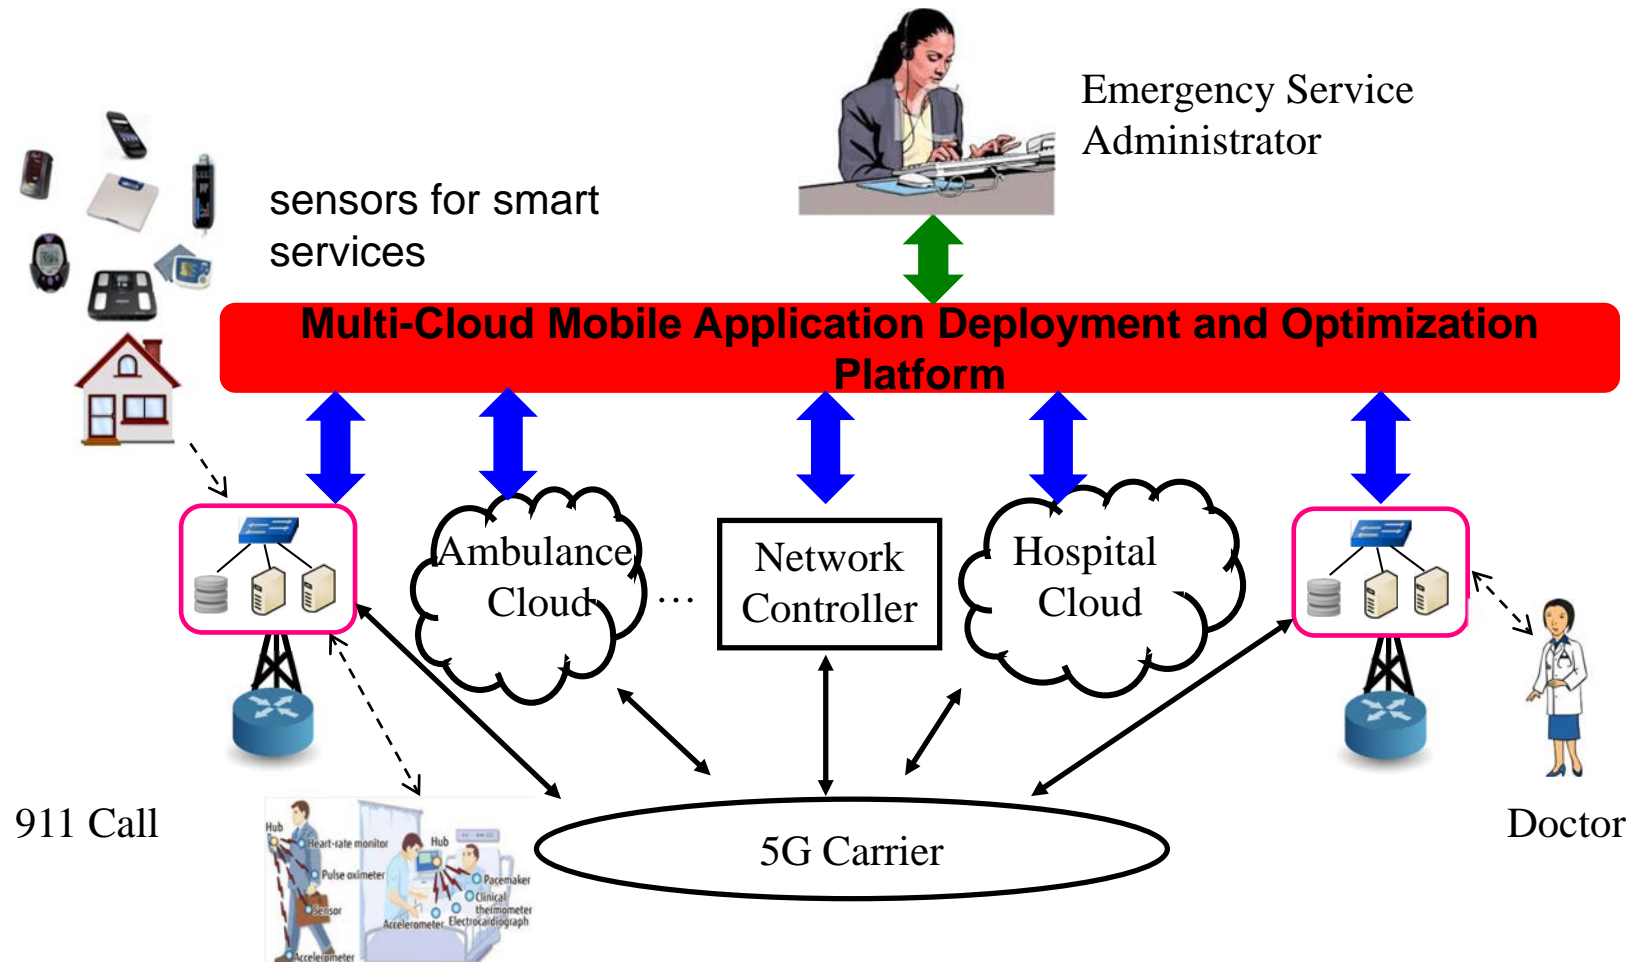 Emergency Service
Administrator
sensors for smart
services
Multi-Cloud Mobile Application Deployment and Optimization
Platform
Ambulance
Cloud
...
Network
Controller
Hospital
Cloud
911 Call
Doctor
5G Carrier
Hub
Heart-rate monitor
Pulse oximeter
Sensor
Accelerometer
Hub
Pacemaker
Clinical
thermometer
Accelerometer
Electrocardiograph